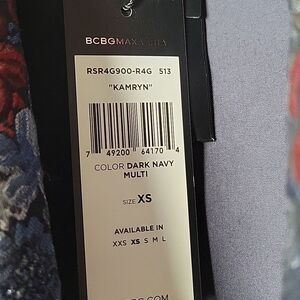 BCBGMAXAZRIA
RSR4G900-R4G 513
"KAMRYN"
7 49200 64170 4
COLOR DARK NAVY
MULTI
SIZE XS
AVAILABLE IN
XXS XS S M L